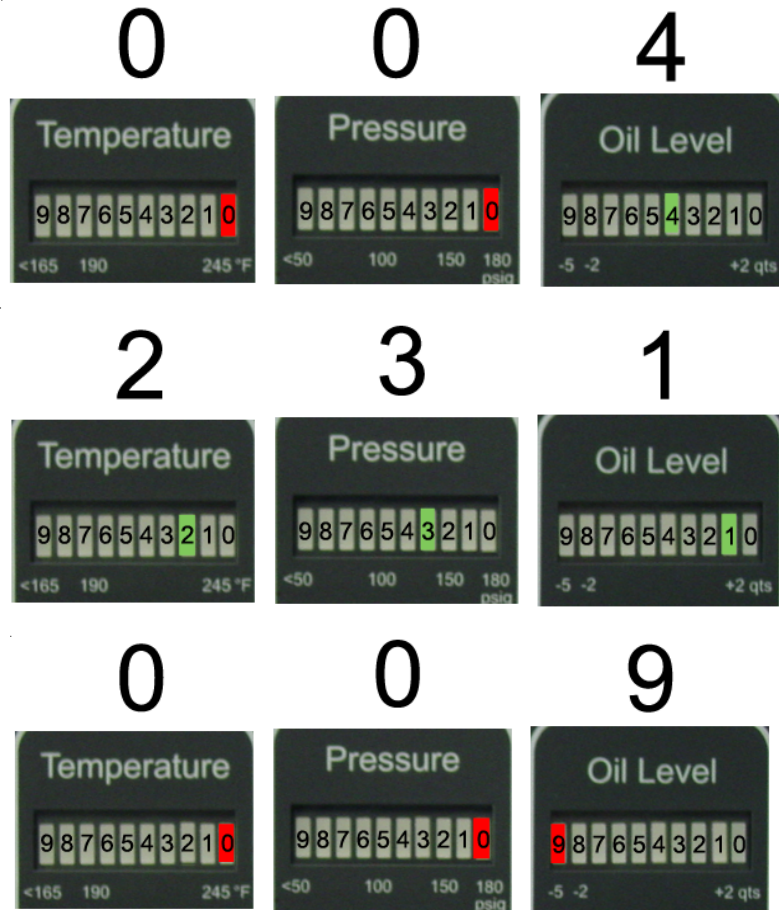 0 0 4
Temperature Pressure Oil Level
9876543210 9876543210 9876543210
<165 190 245 °F <50 100 150 180 psig -5 -2 +2 qts
2 3 1
Temperature Pressure Oil Level
9876543210 9876543210 9876543210
<165 190 245 °F <50 100 150 180 psig -5 -2 +2 qts
0 0 9
Temperature Pressure Oil Level
9876543210 9876543210 9876543210
<165 190 245 °F <50 100 150 180 psig -5 -2 +2 qts